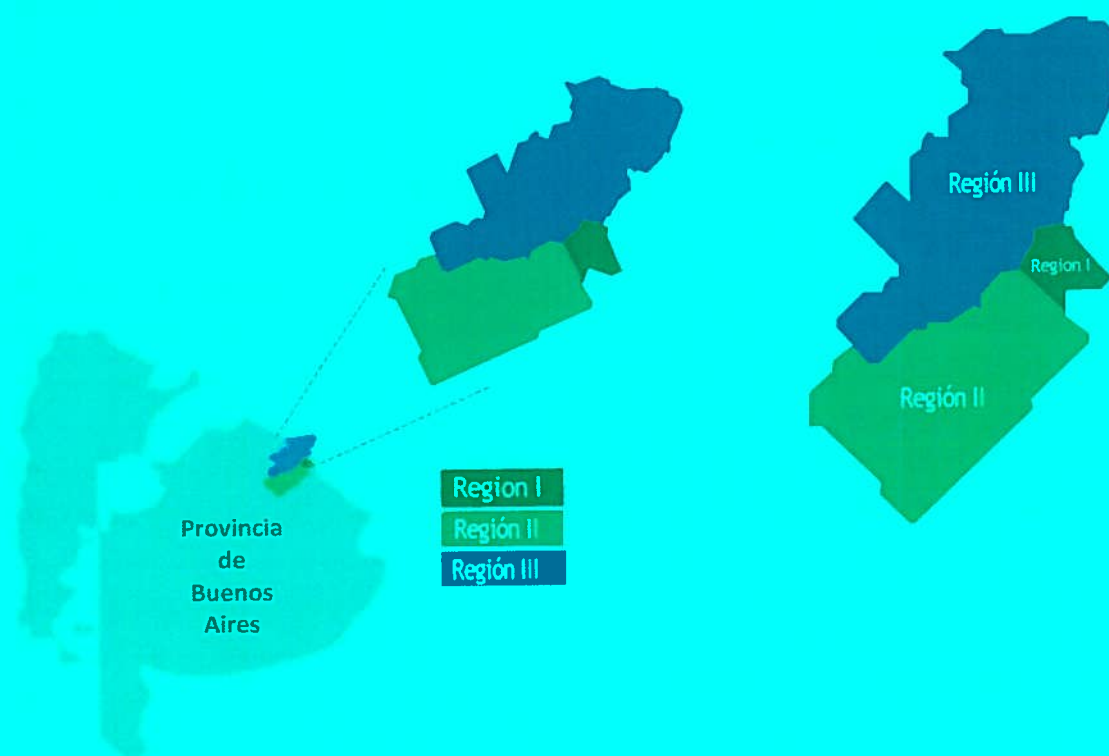 Región III
Region I
Región II
Region I
Región II
Región III
Provincia
de
Buenos
Aires